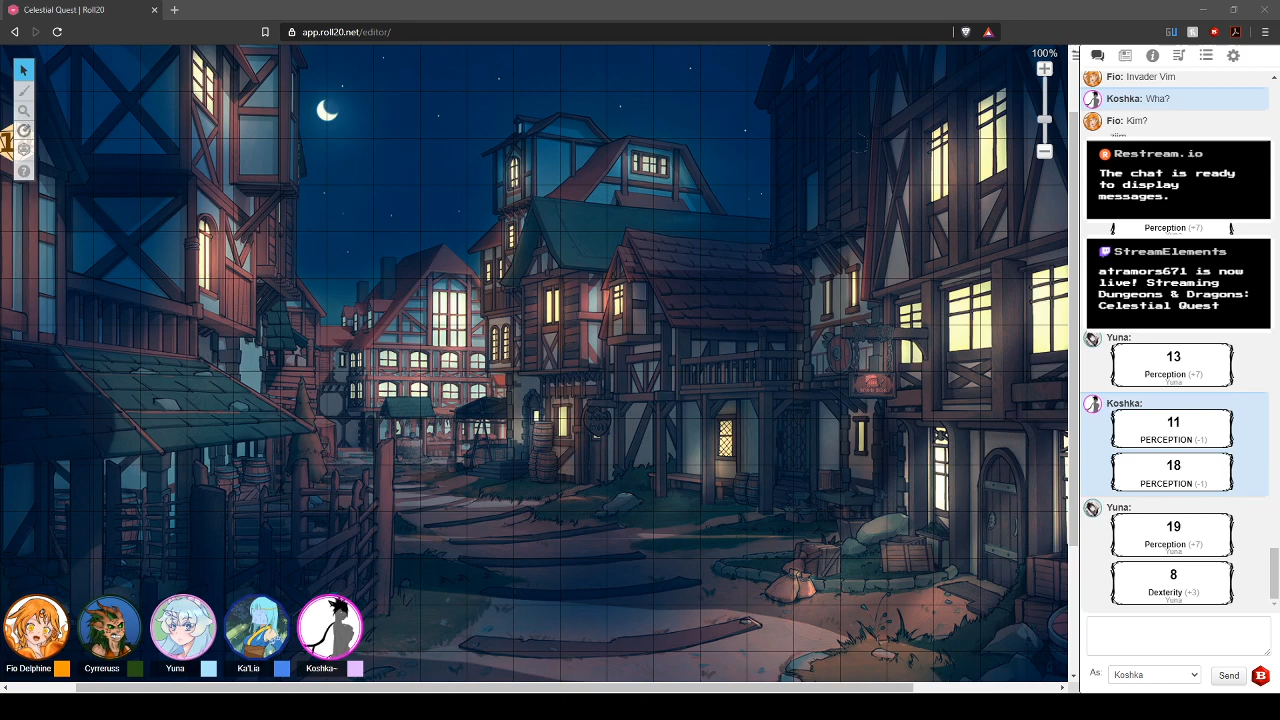 Celestial Quest | Roll20
app.roll20.net/editor/
100%
Fio: Invader Vim
Koshka: Wha?
Fio: Kim?
Restream.io
The chat is ready
to display
messages.
Perception (+7)
StreamElements
atramors671 is now
live! Streaming
Dungeons & Dragons:
Celestial Quest
Yuna:
13
Perception (+7)
Yuna
Koshka:
11
PERCEPTION (-1)
18
PERCEPTION (-1)
Yuna:
19
Perception (+7)
Yuna
8
Dexterity (+3)
Yuna
Fio Delphine
Cyrreruss
Yuna
Ka'Lia
Koshka~
As:
Koshka
Send